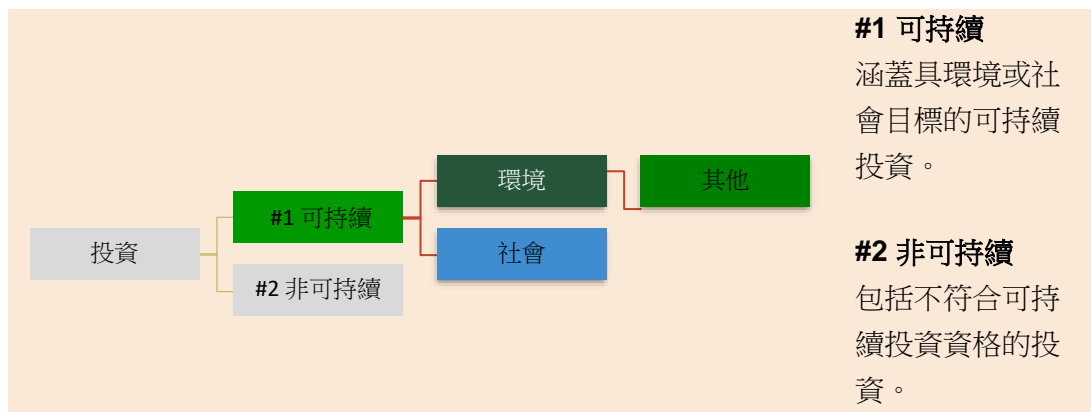 投資
#1 可持續
#2 非可持續
環境
社會
其他
#1 可持續
涵蓋具環境或社
會目標的可持續
投資。
#2 非可持續
包括不符合可持
續投資資格的投
資。